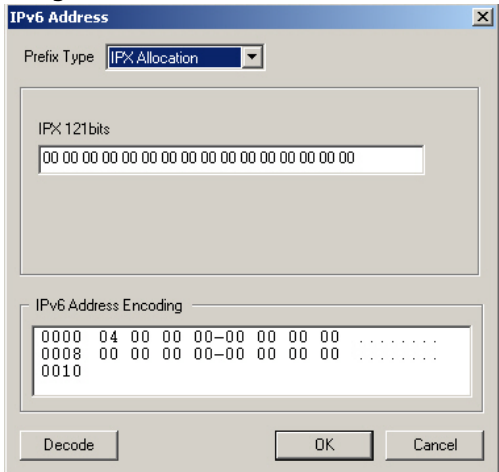 IPv6 Address
Prefix Type IPX Allocation
IPX 121bits
00 00 00 00 00 00 00 00 00 00 00 00 00 00 00 00
IPv6 Address Encoding
0000 04 00 00 00-00 00 00 00 ........
0008 00 00 00 00-00 00 00 00 ........
0010
Decode OK Cancel